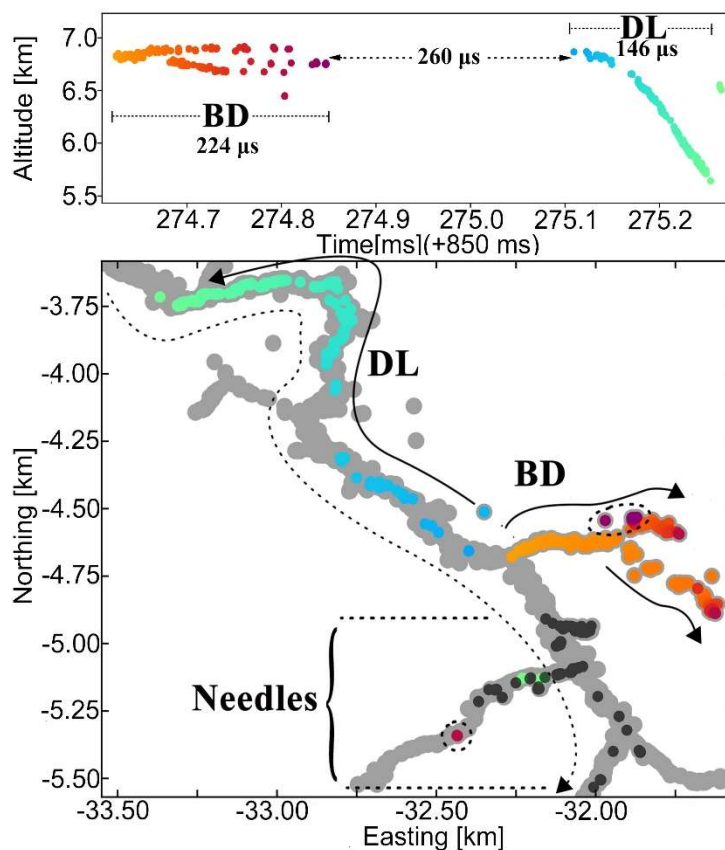 7.0
6.5
6.0
5.5
Altitude [km]
BD
224 µs
260 µs
DL
146 µs
274.7 274.8 274.9 275.0 275.1 275.2
Time[ms](+850 ms)
-3.75
-4.00
-4.25
-4.50
-4.75
-5.00
-5.25
-5.50
Northing [km]
DL
BD
Needles
-33.50 -33.00 -32.50 -32.00
Easting [km]